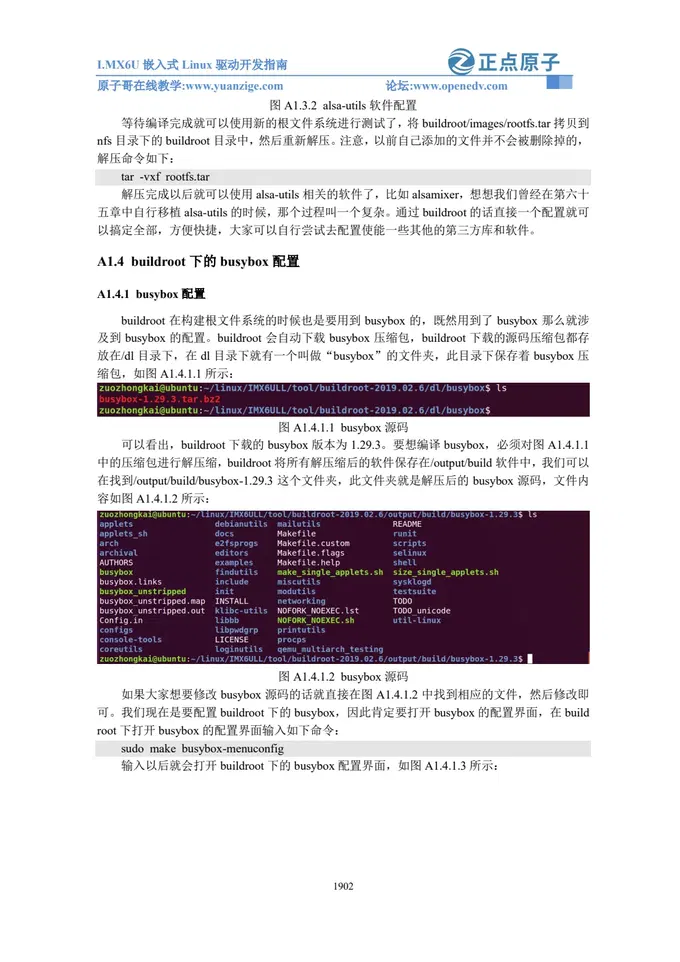 I.MX6U 嵌入式 Linux 驱动开发指南
正点原子
原子哥在线教学:www.yuanzige.com 论坛:www.openedv.com
图 A1.3.2 alsa-utils 软件配置
等待编译完成就可以使用新的根文件系统进行测试了，将 buildroot/images/rootfs.tar 拷贝到
nfs 目录下的 buildroot 目录中，然后重新解压。注意，以前自己添加的文件并不会被删除掉的，
解压命令如下：
tar -vxf rootfs.tar
解压完成以后就可以使用 alsa-utils 相关的软件了，比如 alsamixer，想想我们曾经在第六十
五章中自行移植 alsa-utils 的时候，那个过程叫一个复杂。通过 buildroot 的话直接一个配置就可
以搞定全部，方便快捷，大家可以自行尝试去配置使能一些其他的第三方库和软件。
A1.4 buildroot 下的 busybox 配置
A1.4.1 busybox 配置
buildroot 在构建根文件系统的时候也是要用到 busybox 的，既然用到了 busybox 那么就涉
及到 busybox 的配置。buildroot 会自动下载 busybox 压缩包，buildroot 下载的源码压缩包都存
放在/dl 目录下，在 dl 目录下就有一个叫做“busybox”的文件夹，此目录下保存着 busybox 压
缩包，如图 A1.4.1.1 所示：
zuozhongkai@ubuntu:~/linux/IMX6ULL/tool/buildroot-2019.02.6/dl/busybox$ ls
busybox-1.29.3.tar.bz2
zuozhongkai@ubuntu:~/linux/IMX6ULL/tool/buildroot-2019.02.6/dl/busybox$
图 A1.4.1.1 busybox 源码
可以看出，buildroot 下载的 busybox 版本为 1.29.3。要想编译 busybox，必须对图 A1.4.1.1
中的压缩包进行解压缩，buildroot 将所有解压缩后的软件保存在/output/build 软件中，我们可以
在找到/output/build/busybox-1.29.3 这个文件夹，此文件夹就是解压后的 busybox 源码，文件内
容如图 A1.4.1.2 所示：
zuozhongkai@ubuntu:~/linux/IMX6ULL/tool/buildroot-2019.02.6/output/build/busybox-1.29.3$ ls
applets debianutils mailutils README
applets_sh docs Makefile runit
arch e2fsprogs Makefile.custom scripts
archival editors Makefile.flags selinux
AUTHORS examples Makefile.help shell
busybox findutils make_single_applets.sh size_single_applets.sh
busybox.links include miscutils sysklogd
busybox_unstripped init modutils testsuite
busybox_unstripped.map INSTALL networking TODO
busybox_unstripped.out klibc-utils NOFORK_NOEXEC.lst TODO_unicode
Config.in libbb NOFORK_NOEXEC.sh util-linux
configs libpwdgrp printutils
console-tools LICENSE procps
coreutils loginutils qemu_multiarch_testing
zuozhongkai@ubuntu:~/linux/IMX6ULL/tool/buildroot-2019.02.6/output/build/busybox-1.29.3$
图 A1.4.1.2 busybox 源码
如果大家想要修改 busybox 源码的话就直接在图 A1.4.1.2 中找到相应的文件，然后修改即
可。我们现在是要配置 buildroot 下的 busybox，因此肯定要打开 busybox 的配置界面，在 build
root 下打开 busybox 的配置界面输入如下命令：
sudo make busybox-menuconfig
输入以后就会打开 buildroot 下的 busybox 配置界面，如图 A1.4.1.3 所示：
1902